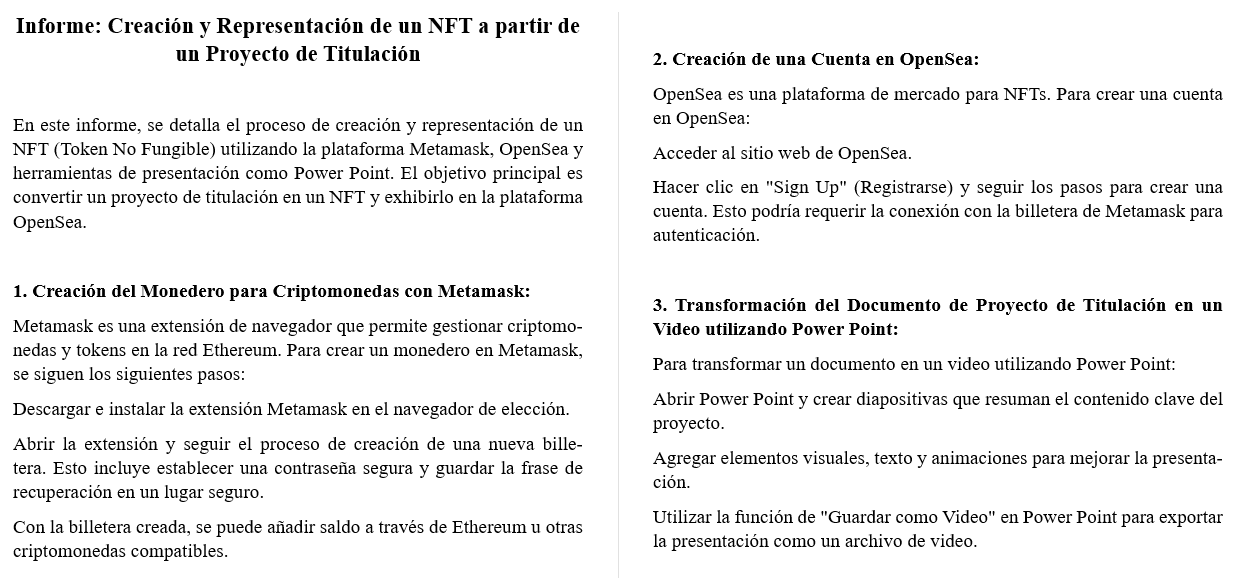 Informe: Creación y Representación de un NFT a partir de
un Proyecto de Titulación
En este informe, se detalla el proceso de creación y representación de un
NFT (Token No Fungible) utilizando la plataforma Metamask, OpenSea y
herramientas de presentación como Power Point. El objetivo principal es
convertir un proyecto de titulación en un NFT y exhibirlo en la plataforma
OpenSea.
1. Creación del Monedero para Criptomonedas con Metamask:
Metamask es una extensión de navegador que permite gestionar criptomo-
nedas y tokens en la red Ethereum. Para crear un monedero en Metamask,
se siguen los siguientes pasos:
Descargar e instalar la extensión Metamask en el navegador de elección.
Abrir la extensión y seguir el proceso de creación de una nueva bille-
tera. Esto incluye establecer una contraseña segura y guardar la frase de
recuperación en un lugar seguro.
Con la billetera creada, se puede añadir saldo a través de Ethereum u otras
criptomonedas compatibles.
2. Creación de una Cuenta en OpenSea:
OpenSea es una plataforma de mercado para NFTs. Para crear una cuenta
en OpenSea:
Acceder al sitio web de OpenSea.
Hacer clic en "Sign Up" (Registrarse) y seguir los pasos para crear una
cuenta. Esto podría requerir la conexión con la billetera de Metamask para
autenticación.
3. Transformación del Documento de Proyecto de Titulación en un
Video utilizando Power Point:
Para transformar un documento en un video utilizando Power Point:
Abrir Power Point y crear diapositivas que resuman el contenido clave del
proyecto.
Agregar elementos visuales, texto y animaciones para mejorar la presenta-
ción.
Utilizar la función de "Guardar como Video" en Power Point para exportar
la presentación como un archivo de video.